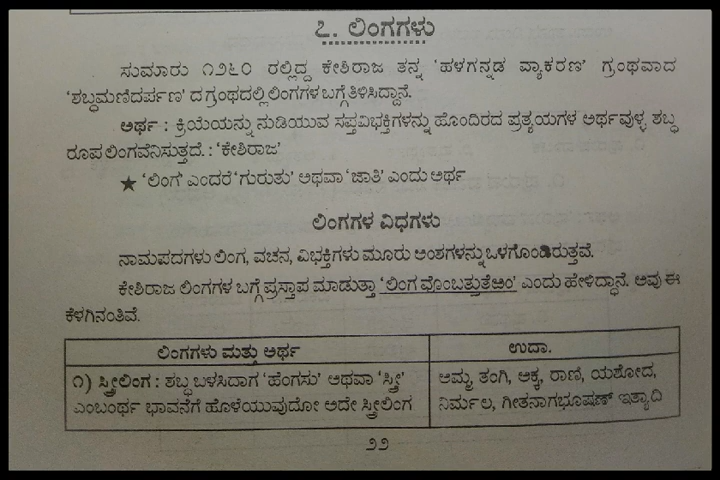 ೭. ಲಿಂಗಗಳು
ಸುಮಾರು ೧೨೬೦ ರಲ್ಲಿದ್ದ ಕೇಶಿರಾಜ ತನ್ನ 'ಹಳಗನ್ನಡ ವ್ಯಾಕರಣ' ಗ್ರಂಥವಾದ
'ಶಬ್ದಮಣಿದರ್ಪಣ' ದ ಗ್ರಂಥದಲ್ಲಿ ಲಿಂಗಗಳ ಬಗ್ಗೆ ತಿಳಿಸಿದ್ದಾನೆ.
ಅರ್ಥ : ಕ್ರಿಯೆಯನ್ನು ನುಡಿಯುವ ಸಪ್ತವಿಭಕ್ತಿಗಳನ್ನು ಹೊಂದಿರದ ಪ್ರತ್ಯಯಗಳ ಅರ್ಥವುಳ್ಳ ಶಬ್ಧ
ರೂಪ ಲಿಂಗವೆನಿಸುತ್ತದೆ. : 'ಕೇಶಿರಾಜ'
★ 'ಲಿಂಗ' ಎಂದರೆ 'ಗುರುತು' ಅಥವಾ 'ಜಾತಿ' ಎಂದು ಅರ್ಥ
ಲಿಂಗಗಳ ವಿಧಗಳು
ನಾಮಪದಗಳು ಲಿಂಗ, ವಚನ, ವಿಭಕ್ತಿಗಳು ಮೂರು ಅಂಶಗಳನ್ನು ಒಳಗೊಂಡಿರುತ್ತವೆ.
ಕೇಶಿರಾಜ ಲಿಂಗಗಳ ಬಗ್ಗೆ ಪ್ರಸ್ತಾಪ ಮಾಡುತ್ತಾ 'ಲಿಂಗ ವೊಂಬತ್ತುತೆಱಂ' ಎಂದು ಹೇಳಿದ್ಧಾನೆ. ಅವು ಈ
ಕೆಳಗಿನಂತಿವೆ.
ಲಿಂಗಗಳು ಮತ್ತು ಅರ್ಥ
ಉದಾ.
೧) ಸ್ತ್ರೀಲಿಂಗ : ಶಬ್ಧ ಬಳಸಿದಾಗ 'ಹೆಂಗಸು' ಅಥವಾ 'ಸ್ತ್ರೀ'
ಎಂಬಂರ್ಥ ಭಾವನೆಗೆ ಹೊಳೆಯುವುದೋ ಅದೇ ಸ್ತ್ರೀಲಿಂಗ
ಅಮ್ಮ, ತಂಗಿ, ಅಕ್ಕ, ರಾಣಿ, ಯಶೋದ,
ನಿರ್ಮಲ, ಗೀತನಾಗಭೂಷಣ್ ಇತ್ಯಾದಿ
೨೨